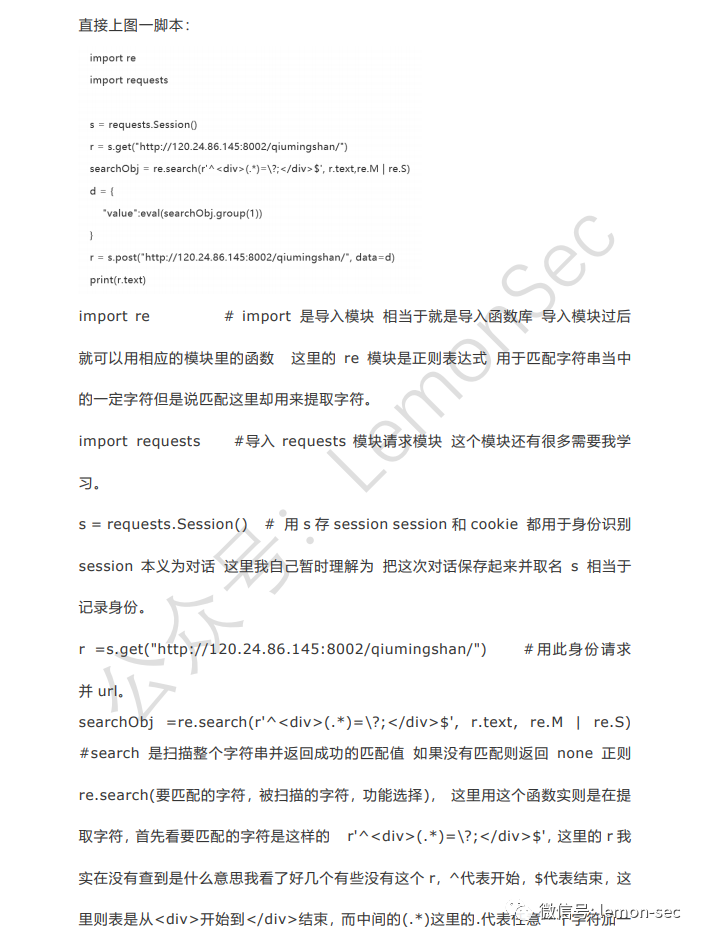 直接上图一脚本：
import re
import requests
s = requests.Session()
r = s.get("http://120.24.86.145:8002/qiumingshan/")
searchObj = re.search(r'^<div>(.*)=\?;</div>$', r.text,re.M | re.S)
d = {
"value":eval(searchObj.group(1))
}
r = s.post("http://120.24.86.145:8002/qiumingshan/", data=d)
print(r.text)
import re # import 是导入模块 相当于就是导入函数库 导入模块过后
就可以用相应的模块里的函数 这里的 re 模块是正则表达式 用于匹配字符串当中
的一定字符但是说匹配这里却用来提取字符。
import requests #导入 requests 模块请求模块 这个模块还有很多需要我学
习。
s = requests.Session() # 用 s 存 session session 和 cookie 都用于身份识别
session 本义为对话 这里我自己暂时理解为 把这次对话保存起来并取名 s 相当于
记录身份。
r =s.get("http://120.24.86.145:8002/qiumingshan/") #用此身份请求
并 url。
searchObj =re.search(r'^<div>(.*)=\?;</div>$', r.text, re.M | re.S)
#search 是扫描整个字符串并返回成功的匹配值 如果没有匹配则返回 none 正则
re.search(要匹配的字符，被扫描的字符，功能选择)， 这里用这个函数实则是在提
取字符，首先看要匹配的字符是这样的 r'^<div>(.*)=\?;</div>$'，这里的 r 我
实在没有查到是什么意思我看了好几个有些没有这个 r，^代表开始，$代表结束，这
里则表是从<div>开始到</div>结束，而中间的(.*)这里的.代表任意一个字符加一
公众号：LemonSec
微信号: lemon-sec